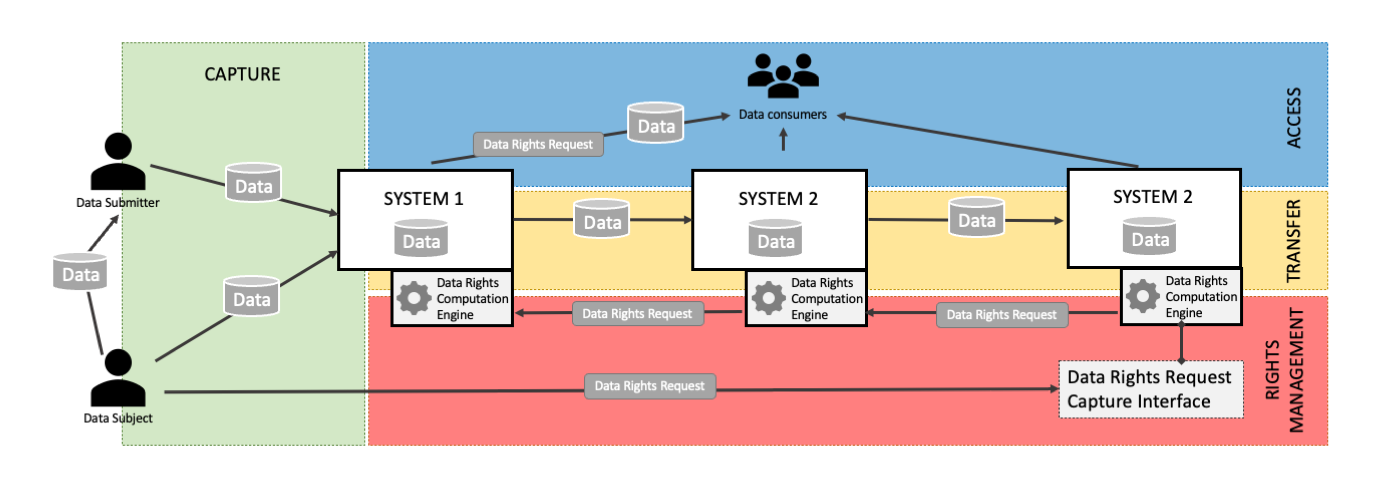 CAPTURE
ACCESS
Data consumers
Data
Data Rights Request
Data Submitter
Data
SYSTEM 1
Data
Data
SYSTEM 2
Data
Data
SYSTEM 2
Data
TRANSFER
Data
Data
Data Rights
Computation
Engine
Data Rights Request
Data Rights
Computation
Engine
Data Rights Request
Data Rights
Computation
Engine
RIGHTS
MANAGEMENT
Data Subject
Data Rights Request
Data Rights Request
Capture Interface